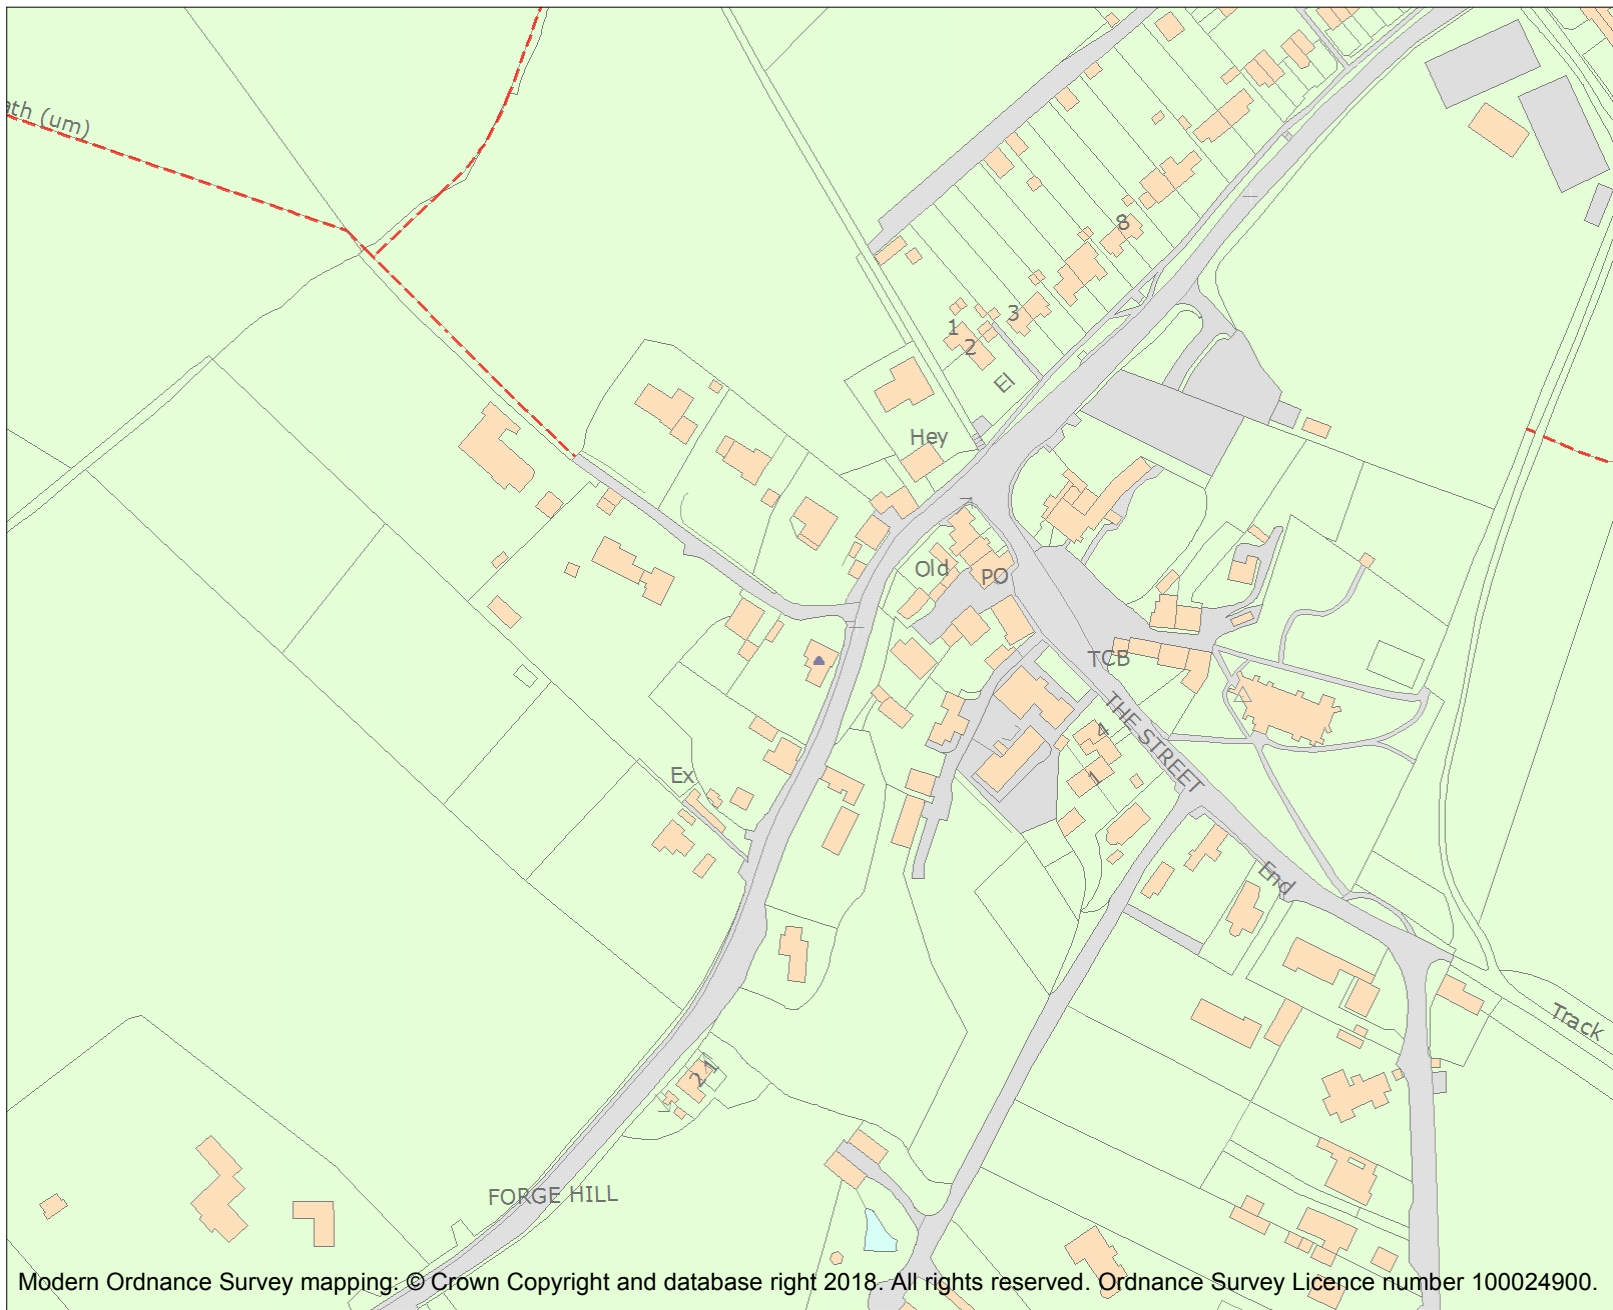 ath (um)
8
3
1
2
El
Hey
Old
PO
TCB
THE STREET
4
1
Ex
End
Track
2
1
FORGE HILL
Modern Ordnance Survey mapping: © Crown Copyright and database right 2018. All rights reserved. Ordnance Survey Licence number 100024900.